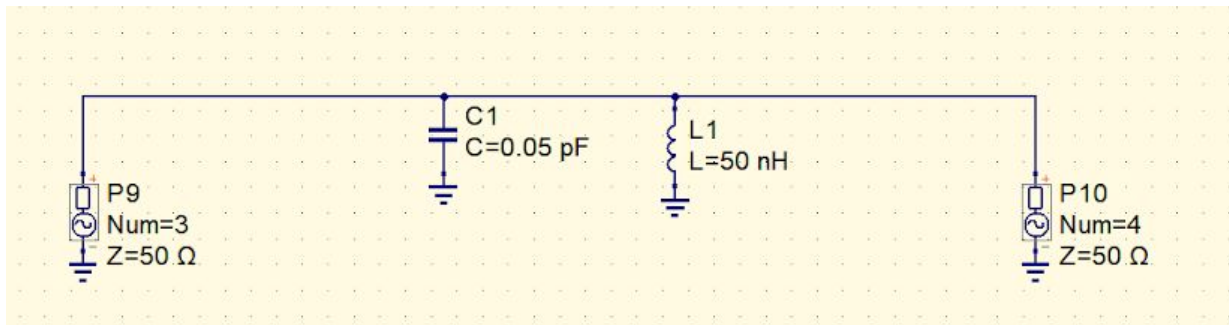 C1
C=0.05 pF
L1
L=50 nH
P9
Num=3
Z=50 Ω
P10
Num=4
Z=50 Ω